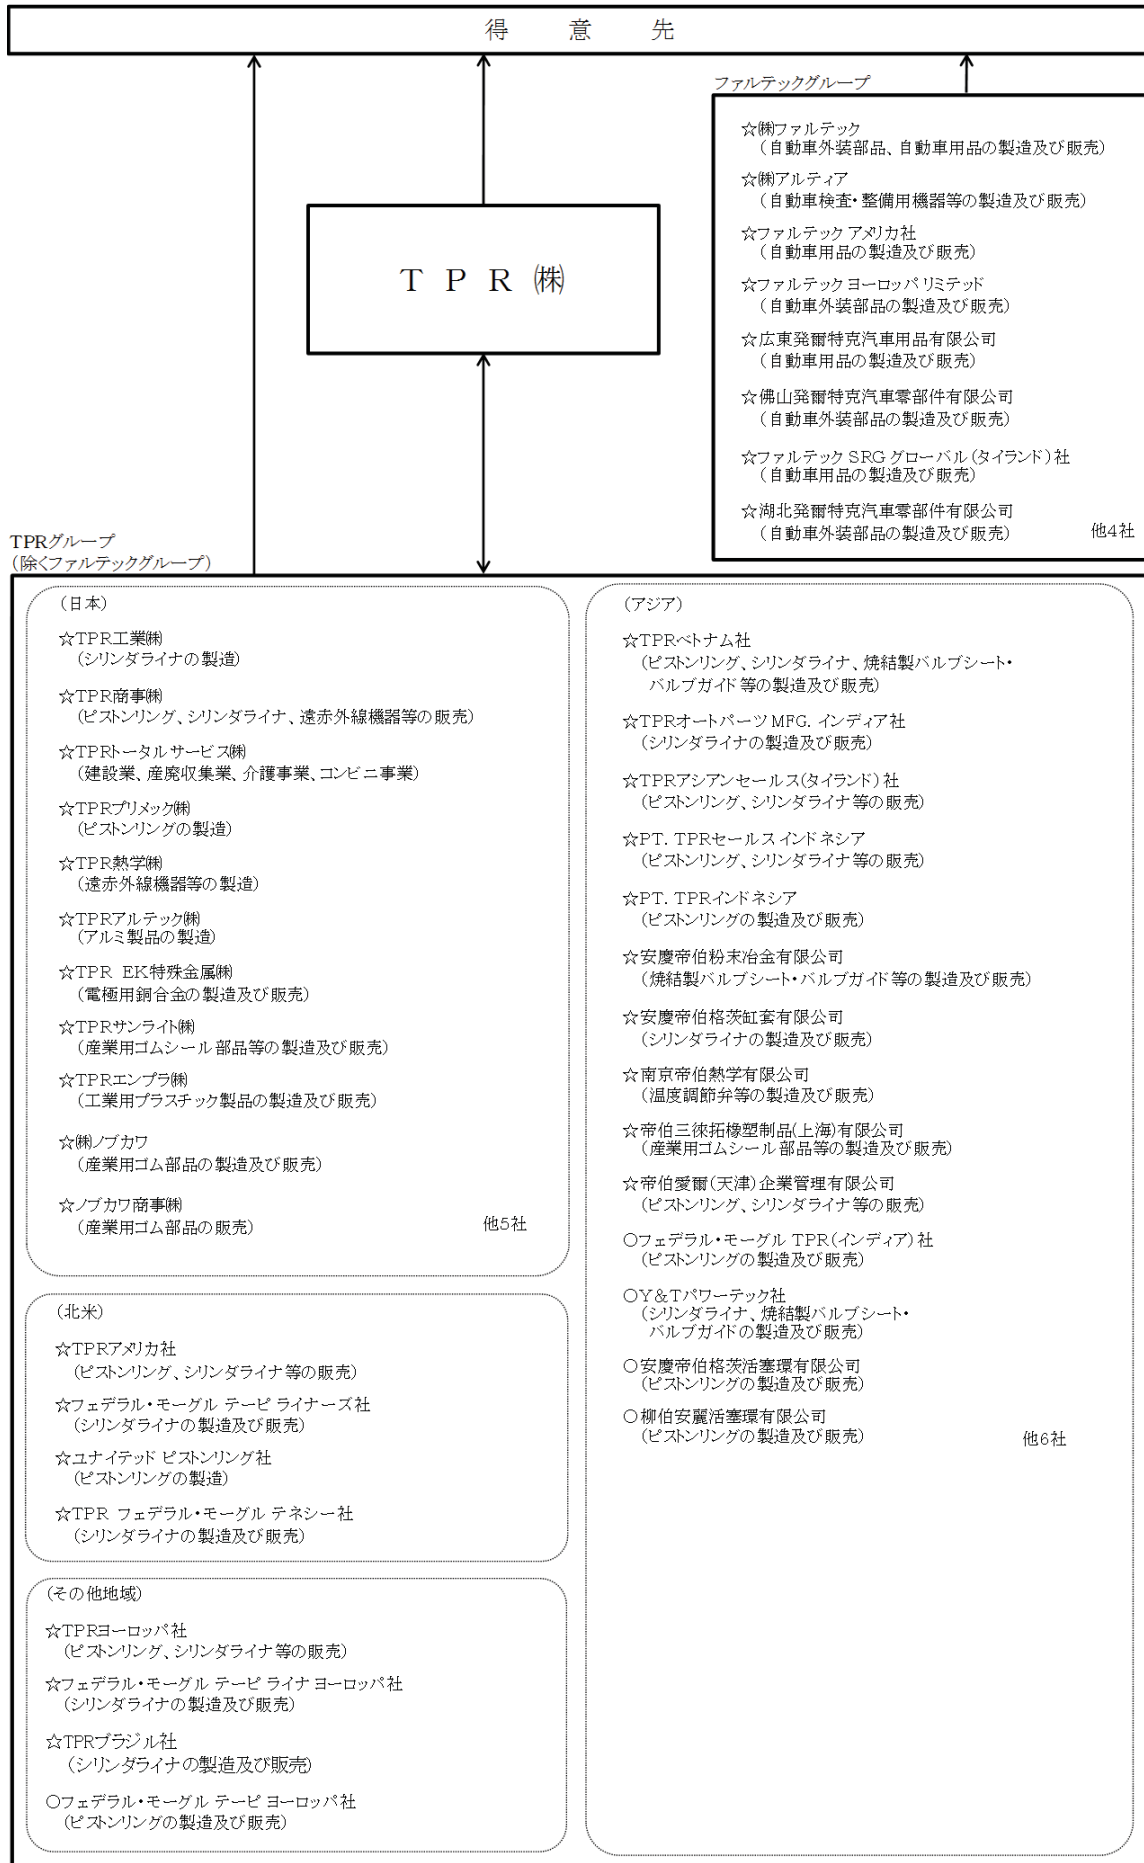 得 意 先
ファルテックグループ
☆㈱ファルテック
（自動車外装部品、自動車用品の製造及び販売）
☆㈱アルティア
（自動車検査・整備用機器等の製造及び販売）
☆ファルテック アメリカ社
（自動車用品の製造及び販売）
☆ファルテック ヨーロッパ リミテッド
（自動車外装部品の製造及び販売）
☆広東発爾特克汽車用品有限公司
（自動車用品の製造及び販売）
☆佛山発爾特克汽車零部件有限公司
（自動車外装部品の製造及び販売）
☆ファルテック SRG グローバル（タイランド）社
（自動車用品の製造及び販売）
☆湖北発爾特克汽車零部件有限公司
（自動車外装部品の製造及び販売）
他4社
ＴＰＲ㈱
TPRグループ
（除くファルテックグループ）
（日本）
☆TPR工業㈱
（シリンダライナの製造）
☆TPR商事㈱
（ピストンリング、シリンダライナ、遠赤外線機器等の販売）
☆TPRトータルサービス㈱
（建設業、産廃収集業、介護事業、コンビニ事業）
☆TPRプリメック㈱
（ピストンリングの製造）
☆TPR熱学㈱
（遠赤外線機器等の製造）
☆TPRアルテック㈱
（アルミ製品の製造）
☆TPR EK特殊金属㈱
（電極用銅合金の製造及び販売）
☆TPRサンライト㈱
（産業用ゴムシール部品等の製造及び販売）
☆TPRエンプラ㈱
（工業用プラスチック製品の製造及び販売）
☆㈱ノブカワ
（産業用ゴム部品の製造及び販売）
☆ノブカワ商事㈱
（産業用ゴム部品の販売）
他5社
（北米）
☆TPRアメリカ社
（ピストンリング、シリンダライナ等の販売）
☆フェデラル・モーグル テーピ ライナーズ社
（シリンダライナの製造及び販売）
☆ユナイテッド ピストンリング社
（ピストンリングの製造）
☆TPR フェデラル・モーグル テネシー社
（シリンダライナの製造及び販売）
（その他地域）
☆TPRヨーロッパ社
（ピストンリング、シリンダライナ等の販売）
☆フェデラル・モーグル テーピ ライナ ヨーロッパ社
（シリンダライナの製造及び販売）
☆TPRブラジル社
（シリンダライナの製造及び販売）
○フェデラル・モーグル テーピ ヨーロッパ社
（ピストンリングの製造及び販売）
（アジア）
☆TPRベトナム社
（ピストンリング、シリンダライナ、焼結製バルブシート・
バルブガイド等の製造及び販売）
☆TPRオートパーツ MFG. インディア社
（シリンダライナの製造及び販売）
☆TPRアシアンセールス（タイランド）社
（ピストンリング、シリンダライナ等の販売）
☆PT. TPRセールスインドネシア
（ピストンリング、シリンダライナ等の販売）
☆PT. TPRインドネシア
（ピストンリングの製造及び販売）
☆安慶帝伯粉末冶金有限公司
（焼結製バルブシート・バルブガイド等の製造及び販売）
☆安慶帝伯格茨缸套有限公司
（シリンダライナの製造及び販売）
☆南京帝伯熱学有限公司
（温度調節弁等の製造及び販売）
☆帝伯三徠拓橡塑制品（上海）有限公司
（産業用ゴムシール部品等の製造及び販売）
☆帝伯愛爾（天津）企業管理有限公司
（ピストンリング、シリンダライナ等の販売）
○フェデラル・モーグル TPR（インディア）社
（ピストンリングの製造及び販売）
○Y&Tパワーテック社
（シリンダライナ、焼結製バルブシート・
バルブガイドの製造及び販売）
○安慶帝伯格茨活塞環有限公司
（ピストンリングの製造及び販売）
○柳伯安麗活塞環有限公司
（ピストンリングの製造及び販売）
他6社